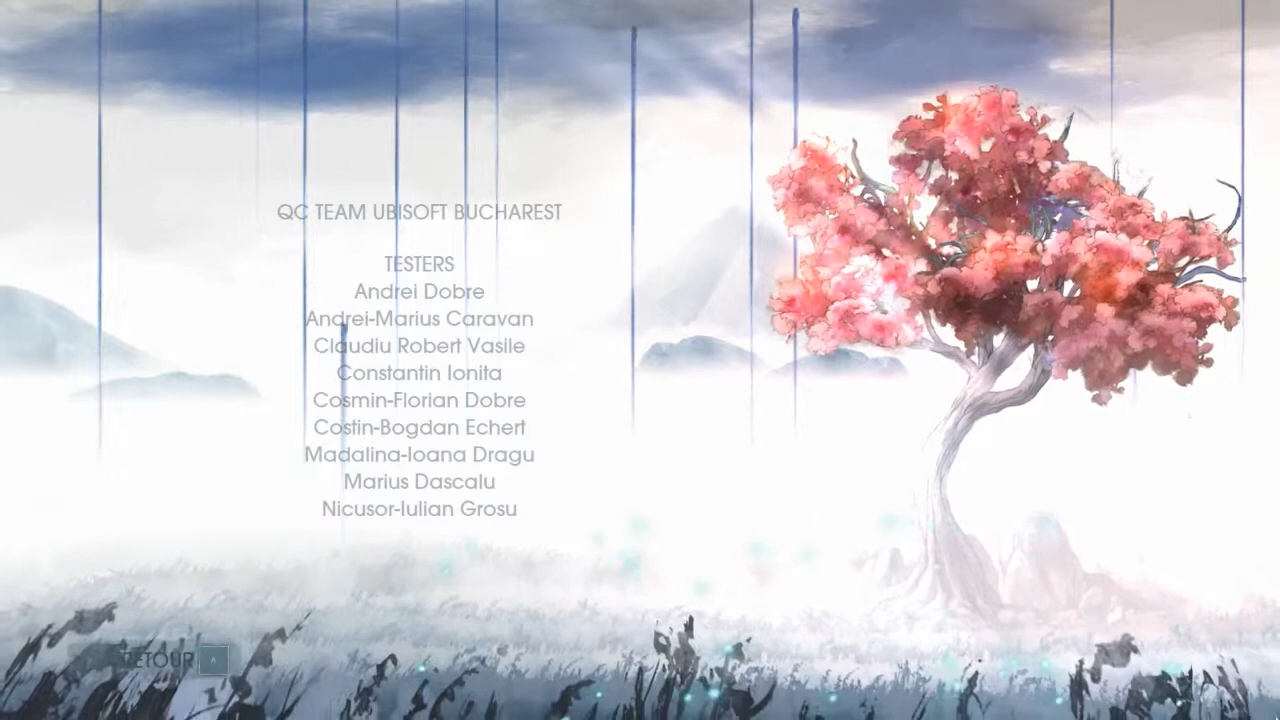 QC TEAM UBISOFT BUCHAREST
TESTERS
Andrei Dobre
Andrei-Marius Caravan
Claudiu Robert Vasile
Constantin Ionita
Cosmin-Florian Dobre
Costin-Bogdan Echert
Madalina-Ioana Dragu
Marius Dascalu
Nicusor-Iulian Grosu
RETOUR